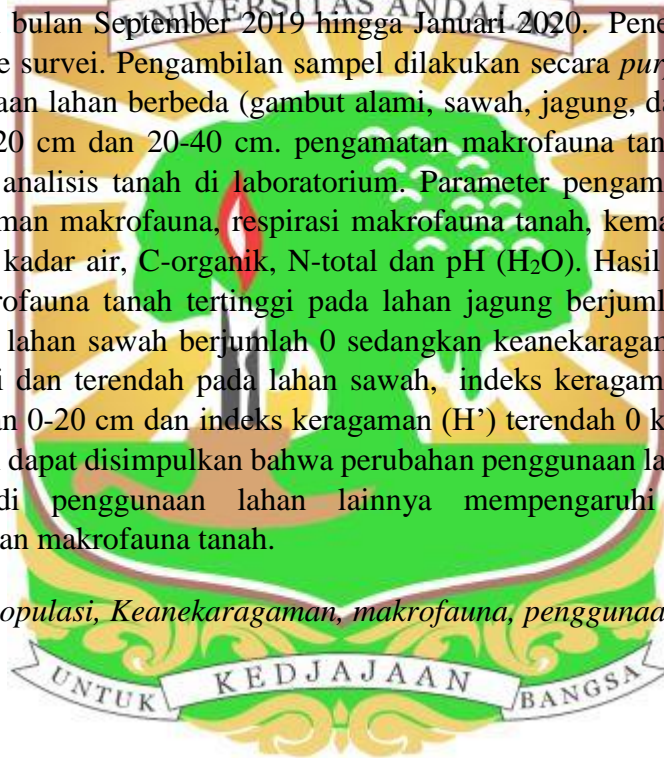 UNIVERSITAS ANDALAS
bulan September 2019 hingga Januari 2020. Pene
e survei. Pengambilan sampel dilakukan secara pur
aan lahan berbeda (gambut alami, sawah, jagung, da
20 cm dan 20-40 cm. pengamatan makrofauna tan
analisis tanah di laboratorium. Parameter pengam
man makrofauna, respirasi makrofauna tanah, kema
kadar air, C-organik, N-total dan pH (H₂O). Hasil
rofauna tanah tertinggi pada lahan jagung berjuml
lahan sawah berjumlah 0 sedangkan keanekaragan
i dan terendah pada lahan sawah, indeks keragam
an 0-20 cm dan indeks keragaman (H’) terendah 0 k
dapat disimpulkan bahwa perubahan penggunaan la
di penggunaan lahan lainnya mempengaruhi
an makrofauna tanah.
opulasi, Keanekaragaman, makrofauna, penggunaa
UNTUK KEDJAJAAN BANGSA